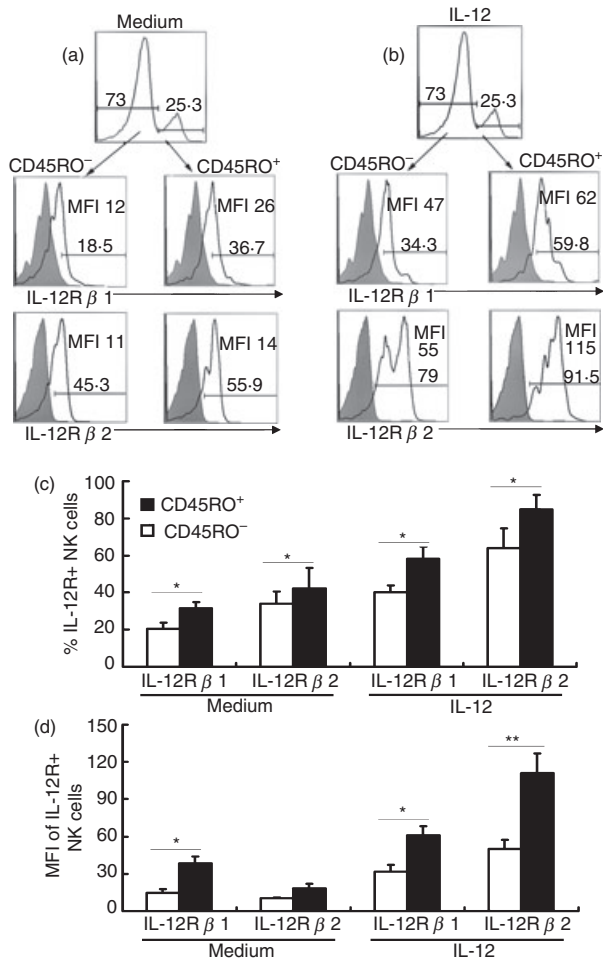 (a)
Medium
73
25·3
CD45RO⁻
CD45RO⁺
MFI 12
18·5
MFI 26
36·7
IL-12R β 1
MFI 11
45·3
MFI 14
55·9
IL-12R β 2
(b)
IL-12
73
25·3
CD45RO⁻
CD45RO⁺
MFI 47
34·3
MFI 62
59·8
IL-12R β 1
MFI
55
79
MFI
115
91·5
IL-12R β 2
(c)
% IL-12R+ NK cells
100
80
60
40
20
0
CD45RO⁺
CD45RO⁻
*
*
*
*
IL-12R β 1
IL-12R β 2
IL-12R β 1
IL-12R β 2
Medium
IL-12
(d)
MFI of IL-12R+
NK cells
150
120
90
60
30
0
*
*
**
IL-12R β 1
IL-12R β 2
IL-12R β 1
IL-12R β 2
Medium
IL-12